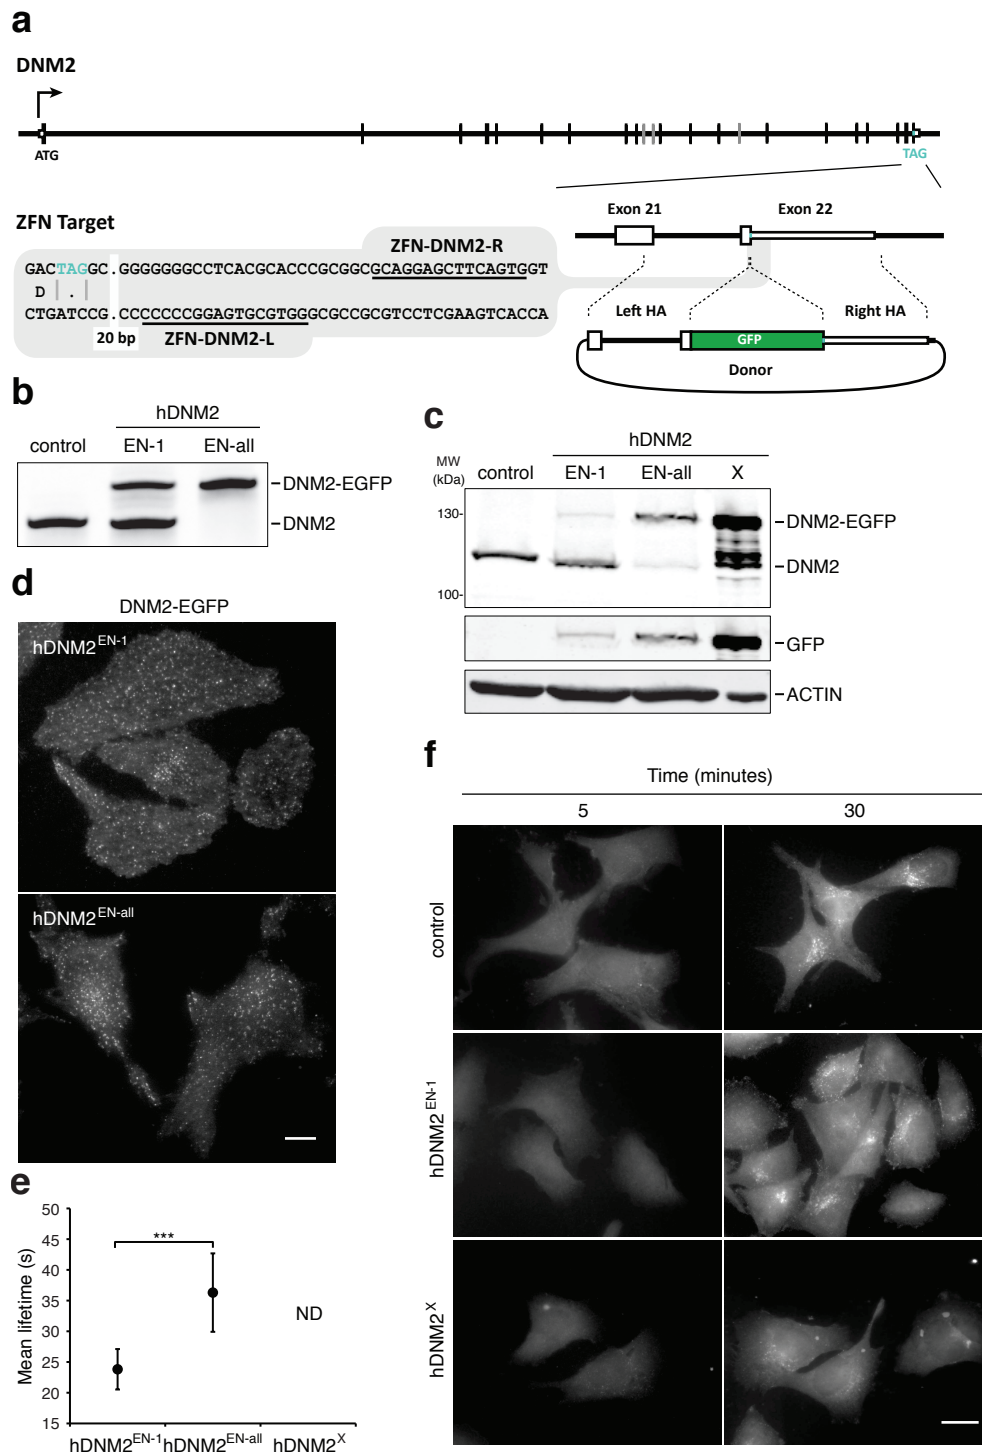 a
DNM2
ATG
TAG
ZFN Target
ZFN-DNM2-R
GACTAGGC.GGGGGGGCCTCACGCACCCGCGGCGCAGGAGCTTCAGTGGT
D | . |
CTGATCCG.CCCCCCCGGAGTGCGTGGGCGCCGCGTCCTCGAAGTCACCA
20 bp
ZFN-DNM2-L
Exon 21
Exon 22
Left HA
Right HA
GFP
Donor
b
hDNM2
control
EN-1
EN-all
DNM2-EGFP
DNM2
c
hDNM2
MW
(kDa)
control
EN-1
EN-all
X
130-
100-
DNM2-EGFP
DNM2
GFP
ACTIN
d
DNM2-EGFP
hDNM2EN-1
hDNM2EN-all
e
Mean lifetime (s)
50
45
40
35
30
25
20
15
***
ND
hDNM2EN-1
hDNM2EN-all
hDNM2X
f
Time (minutes)
5
30
control
hDNM2EN-1
hDNM2X